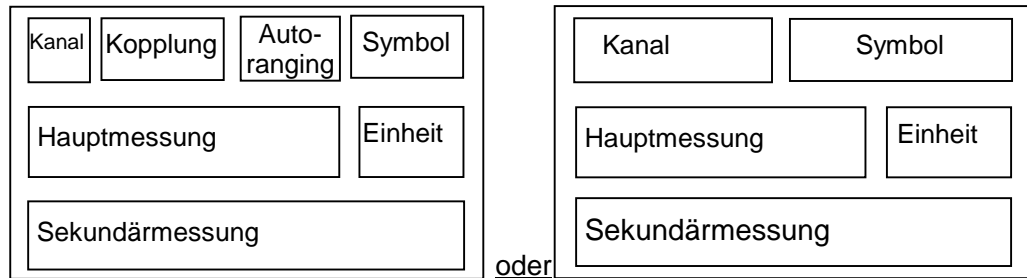 Kanal Kopplung Auto-
ranging Symbol
Hauptmessung Einheit
Sekundärmessung
oder
Kanal Symbol
Hauptmessung Einheit
Sekundärmessung